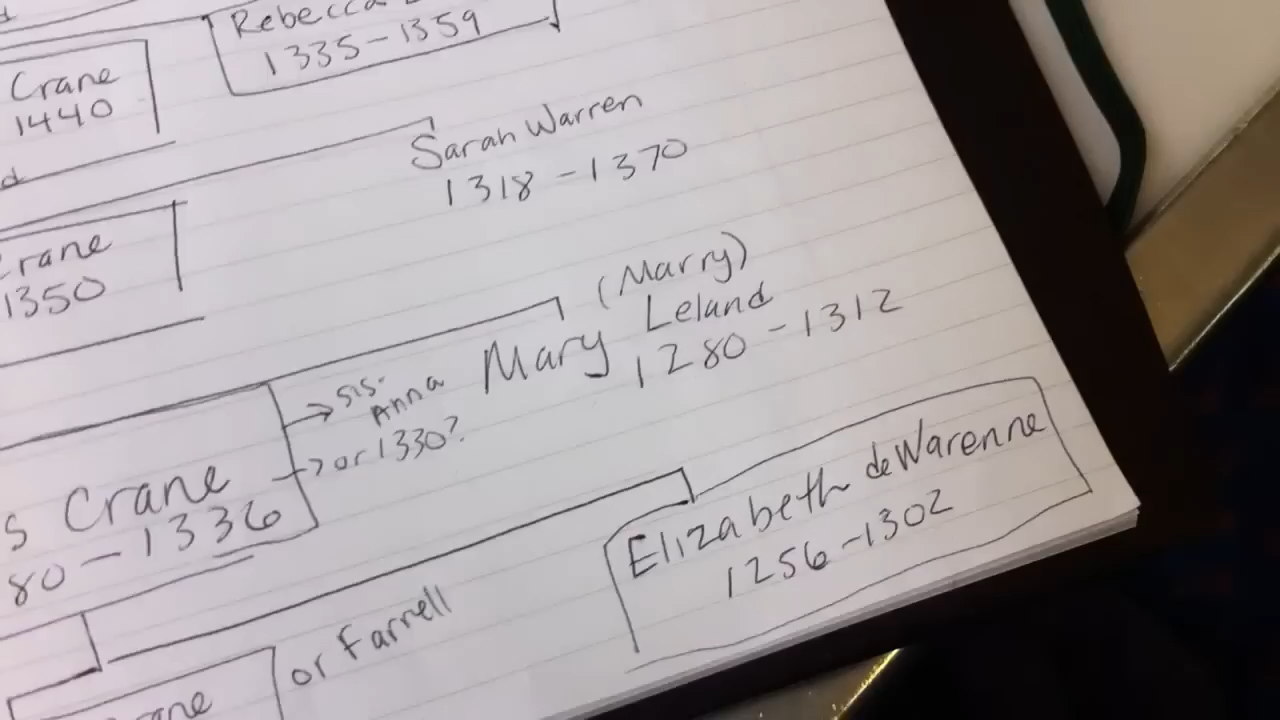 Rebecca
1335-1359
Crane
1440
Sarah Warren
1318-1370
Crane
1350
(Marry)
Mary Leland
1280-1312
sis.
Anna
or 1330?
s Crane
80-1336
Elizabeth deWarenne
1256-1302
or Farrell